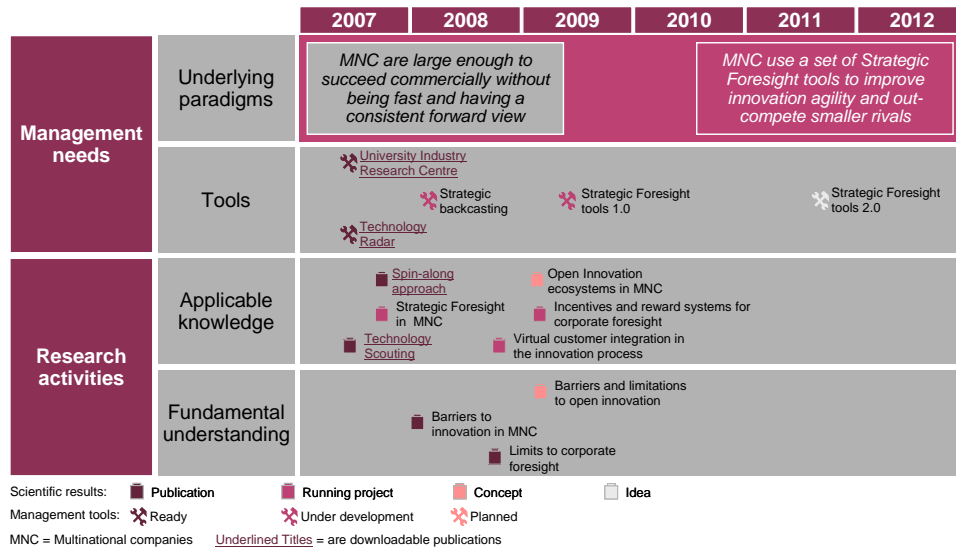 2007 2008 2009 2010 2011 2012
Management
needs
Underlying
paradigms
MNC are large enough to
succeed commercially without
being fast and having a
consistent forward view
MNC use a set of Strategic
Foresight tools to improve
innovation agility and out-
compete smaller rivals
Tools
University Industry
Research Centre
Strategic
backcasting
Strategic Foresight
tools 1.0
Strategic Foresight
tools 2.0
Technology
Radar
Research
activities
Applicable
knowledge
Spin-along
approach
Open Innovation
ecosystems in MNC
Strategic Foresight
in MNC
Incentives and reward systems for
corporate foresight
Technology
Scouting
Virtual customer integration in
the innovation process
Fundamental
understanding
Barriers and limitations
to open innovation
Barriers to
innovation in MNC
Limits to corporate
foresight
Scientific results: Publication Running project Concept Idea
Management tools: Ready Under development Planned
MNC = Multinational companies Underlined Titles = are downloadable publications